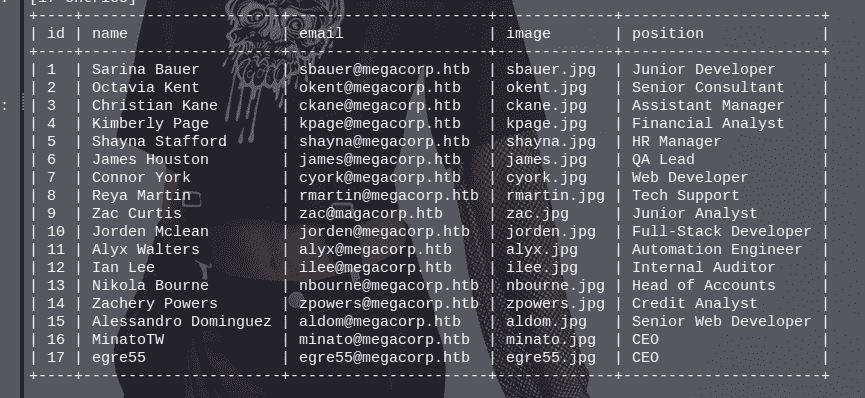 [17 entries]
+----+----------------------+---------------------+-------------+----------------------+
| id | name | email | image | position |
+----+----------------------+---------------------+-------------+----------------------+
| 1 | Sarina Bauer | sbauer@megacorp.htb | sbauer.jpg | Junior Developer |
| 2 | Octavia Kent | okent@megacorp.htb | okent.jpg | Senior Consultant |
: | 3 | Christian Kane | ckane@megacorp.htb | ckane.jpg | Assistant Manager |
| 4 | Kimberly Page | kpage@megacorp.htb | kpage.jpg | Financial Analyst |
| 5 | Shayna Stafford | shayna@megacorp.htb | shayna.jpg | HR Manager |
| 6 | James Houston | james@megacorp.htb | james.jpg | QA Lead |
| 7 | Connor York | cyork@megacorp.htb | cyork.jpg | Web Developer |
| 8 | Reya Martin | rmartin@megacorp.htb | rmartin.jpg | Tech Support |
| 9 | Zac Curtis | zac@magacorp.htb | zac.jpg | Junior Analyst |
| 10 | Jorden Mclean | jorden@megacorp.htb | jorden.jpg | Full-Stack Developer |
| 11 | Alyx Walters | alyx@megacorp.htb | alyx.jpg | Automation Engineer |
| 12 | Ian Lee | ilee@megacorp.htb | ilee.jpg | Internal Auditor |
| 13 | Nikola Bourne | nbourne@megacorp.htb | nbourne.jpg | Head of Accounts |
| 14 | Zachery Powers | zpowers@megacorp.htb | zpowers.jpg | Credit Analyst |
| 15 | Alessandro Dominguez | aldom@megacorp.htb | aldom.jpg | Senior Web Developer |
| 16 | MinatoTW | minato@megacorp.htb | minato.jpg | CEO |
| 17 | egre55 | egre55@megacorp.htb | egre55.jpg | CEO |
+----+----------------------+---------------------+-------------+----------------------+